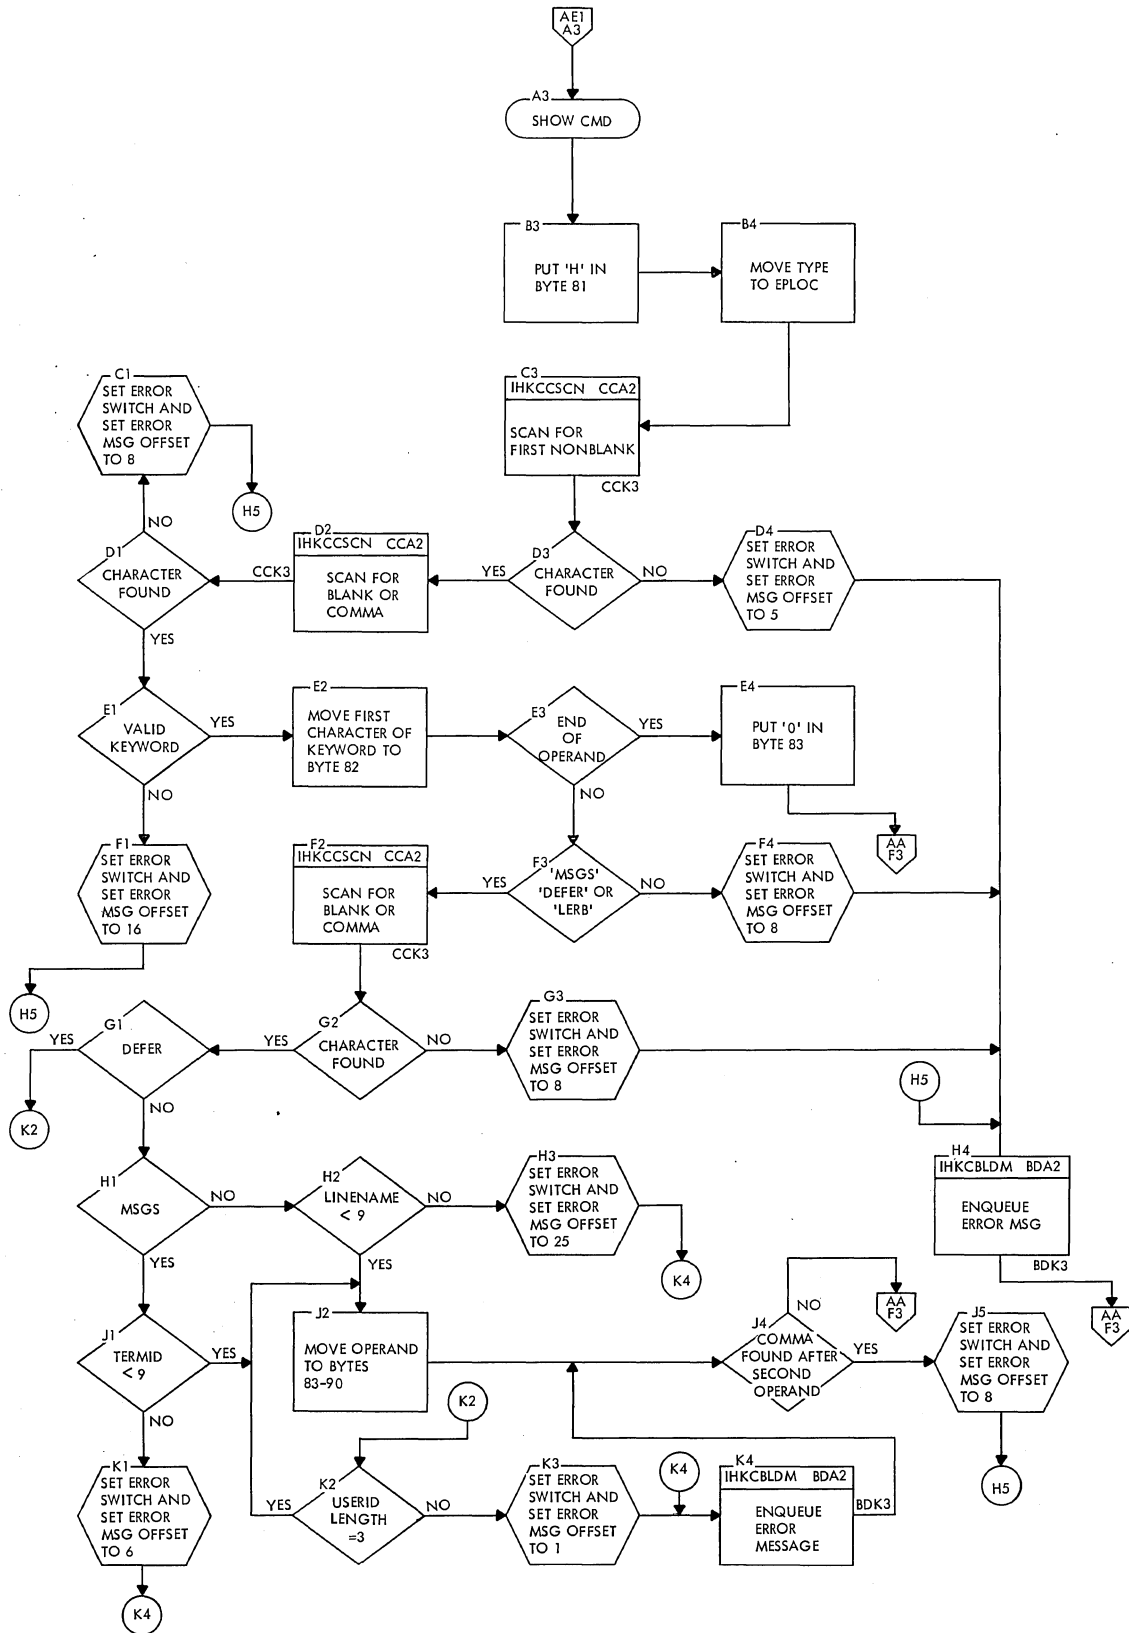 AE1
A3
A3
SHOW CMD
B3
PUT 'H' IN
BYTE 81
B4
MOVE TYPE
TO EPLOC
C1
SET ERROR
SWITCH AND
SET ERROR
MSG OFFSET
TO 8
H5
C3
IHKCCSCN CCA2
SCAN FOR
FIRST NONBLANK
CCK3
NO
D1
CHARACTER
FOUND
YES
CCK3
D2
IHKCCSCN CCA2
SCAN FOR
BLANK OR
COMMA
YES
D3
CHARACTER
FOUND
NO
D4
SET ERROR
SWITCH AND
SET ERROR
MSG OFFSET
TO 5
E1
VALID
KEYWORD
YES
NO
E2
MOVE FIRST
CHARACTER OF
KEYWORD TO
BYTE 82
E3
END
OF
OPERAND
YES
NO
E4
PUT '0' IN
BYTE 83
AA
F3
F1
SET ERROR
SWITCH AND
SET ERROR
MSG OFFSET
TO 16
H5
F2
IHKCCSCN CCA2
SCAN FOR
BLANK OR
COMMA
CCK3
YES
F3
'MSGS'
'DEFER' OR
'LERB'
NO
F4
SET ERROR
SWITCH AND
SET ERROR
MSG OFFSET
TO 8
YES
G1
DEFER
NO
K2
YES
G2
CHARACTER
FOUND
NO
G3
SET ERROR
SWITCH AND
SET ERROR
MSG OFFSET
TO 8
H5
H1
MSGS
NO
YES
H2
LINENAME
< 9
NO
YES
H3
SET ERROR
SWITCH AND
SET ERROR
MSG OFFSET
TO 25
K4
H4
IHKCBLDM BDA2
ENQUEUE
ERROR MSG
BDK3
AA
F3
J1
TERMID
< 9
YES
NO
J2
MOVE OPERAND
TO BYTES
83-90
NO
AA
F3
J4
COMMA
FOUND AFTER
SECOND
OPERAND
YES
J5
SET ERROR
SWITCH AND
SET ERROR
MSG OFFSET
TO 8
H5
K1
SET ERROR
SWITCH AND
SET ERROR
MSG OFFSET
TO 6
K4
K2
YES
K2
USERID
LENGTH
=3
NO
K3
SET ERROR
SWITCH AND
SET ERROR
MSG OFFSET
TO 1
K4
K4
IHKCBLDM BDA2
ENQUEUE
ERROR
MESSAGE
BDK3